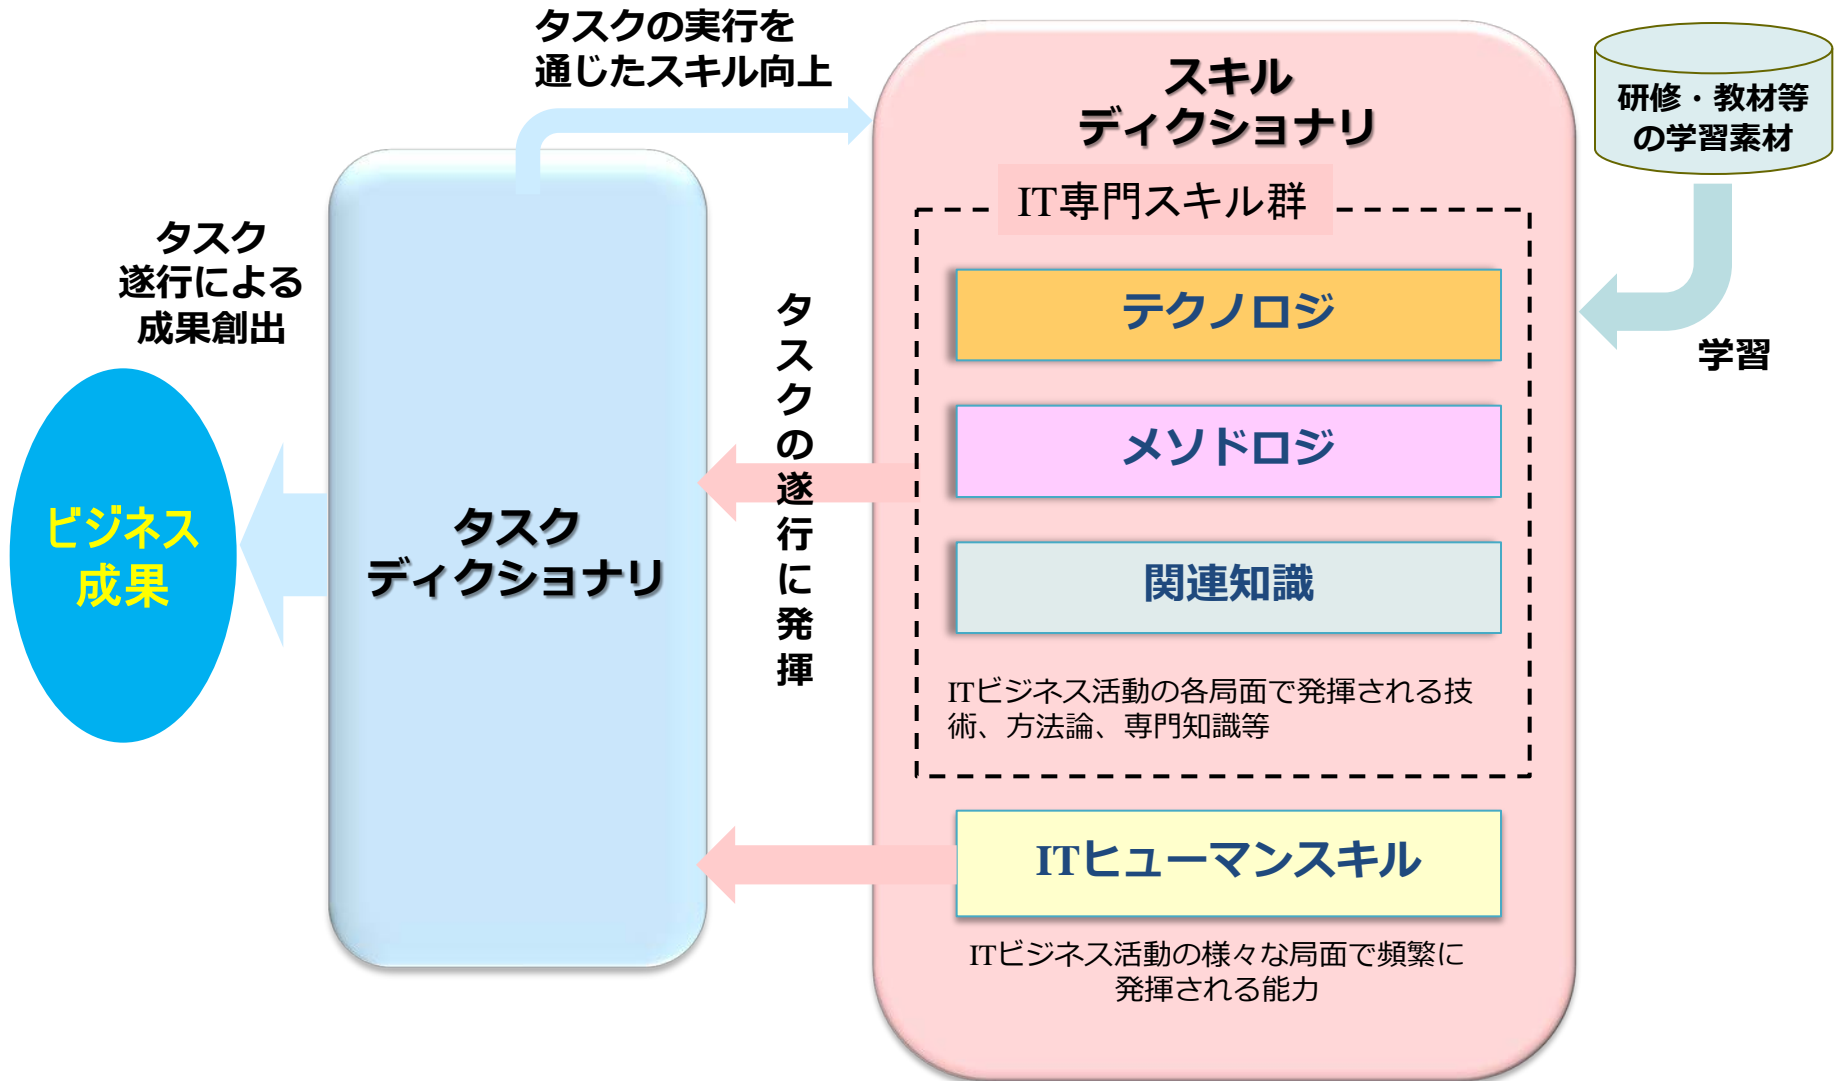 タスクの実行を
通じたスキル向上
スキル
ディクショナリ
研修・教材等
の学習素材
IT専門スキル群
タスク
遂行による
成果創出
テクノロジ
学習
タスクの遂行に発揮
メソドロジ
ビジネス
成果
タスク
ディクショナリ
関連知識
ITビジネス活動の各局面で発揮される技
術、方法論、専門知識等
ITヒューマンスキル
ITビジネス活動の様々な局面で頻繁に
発揮される能力